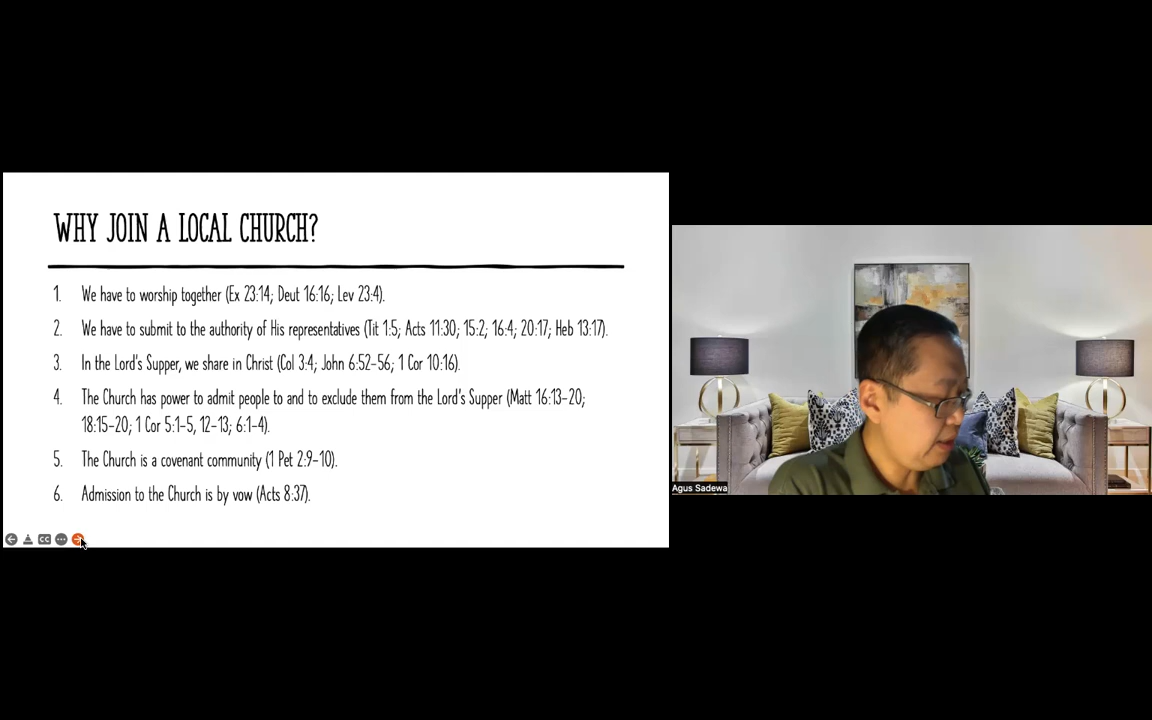 WHY JOIN A LOCAL CHURCH?
1. We have to worship together (Ex 23:14; Deut 16:16; Lev 23:4).
2. We have to submit to the authority of His representatives (Tit 1:5; Acts 11:30; 15:2; 16:4; 20:17; Heb 13:17).
3. In the Lord's Supper, we share in Christ (Col 3:4; John 6:52-56; 1 Cor 10:16).
4. The Church has power to admit people to and to exclude them from the Lord's Supper (Matt 16:13-20;
18:15-20; 1 Cor 5:1-5, 12-13; 6:1-4).
5. The Church is a covenant community (1 Pet 2:9-10).
6. Admission to the Church is by vow (Acts 8:37).
CC
Agus Sadewa